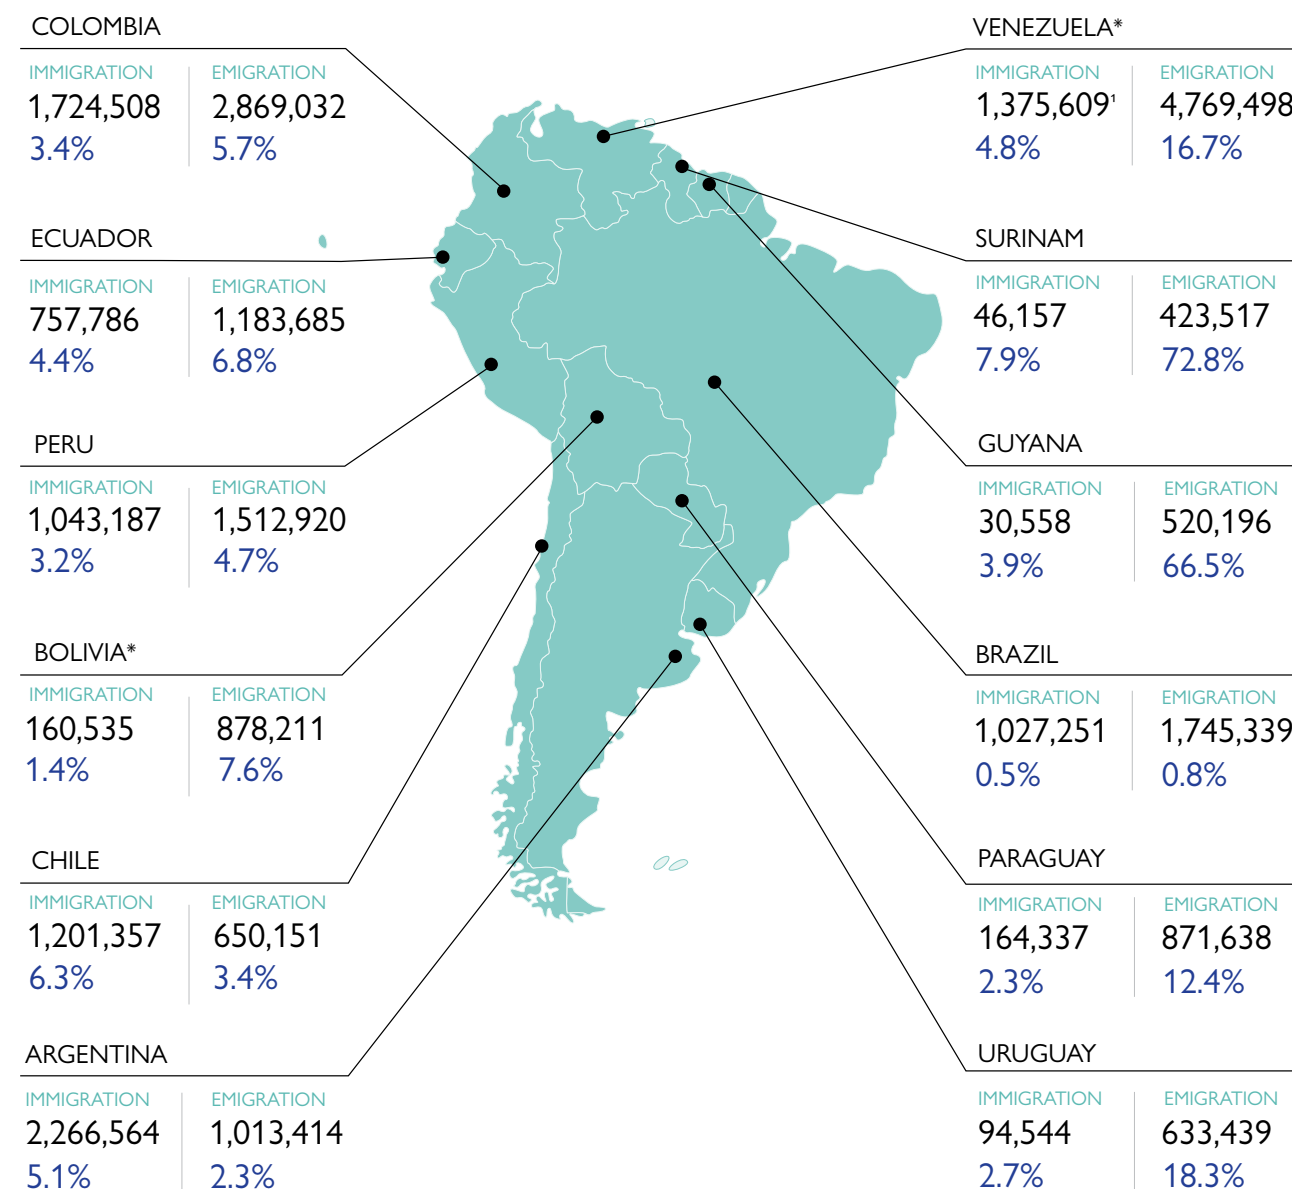 COLOMBIA
IMMIGRATION EMIGRATION
1,724,508 2,869,032
3.4% 5.7%
ECUADOR
IMMIGRATION EMIGRATION
757,786 1,183,685
4.4% 6.8%
PERU
IMMIGRATION EMIGRATION
1,043,187 1,512,920
3.2% 4.7%
BOLIVIA*
IMMIGRATION EMIGRATION
160,535 878,211
1.4% 7.6%
CHILE
IMMIGRATION EMIGRATION
1,201,357 650,151
6.3% 3.4%
ARGENTINA
IMMIGRATION EMIGRATION
2,266,564 1,013,414
5.1% 2.3%
VENEZUELA*
IMMIGRATION EMIGRATION
1,375,609¹ 4,769,498
4.8% 16.7%
SURINAM
IMMIGRATION EMIGRATION
46,157 423,517
7.9% 72.8%
GUYANA
IMMIGRATION EMIGRATION
30,558 520,196
3.9% 66.5%
BRAZIL
IMMIGRATION EMIGRATION
1,027,251 1,745,339
0.5% 0.8%
PARAGUAY
IMMIGRATION EMIGRATION
164,337 871,638
2.3% 12.4%
URUGUAY
IMMIGRATION EMIGRATION
94,544 633,439
2.7% 18.3%